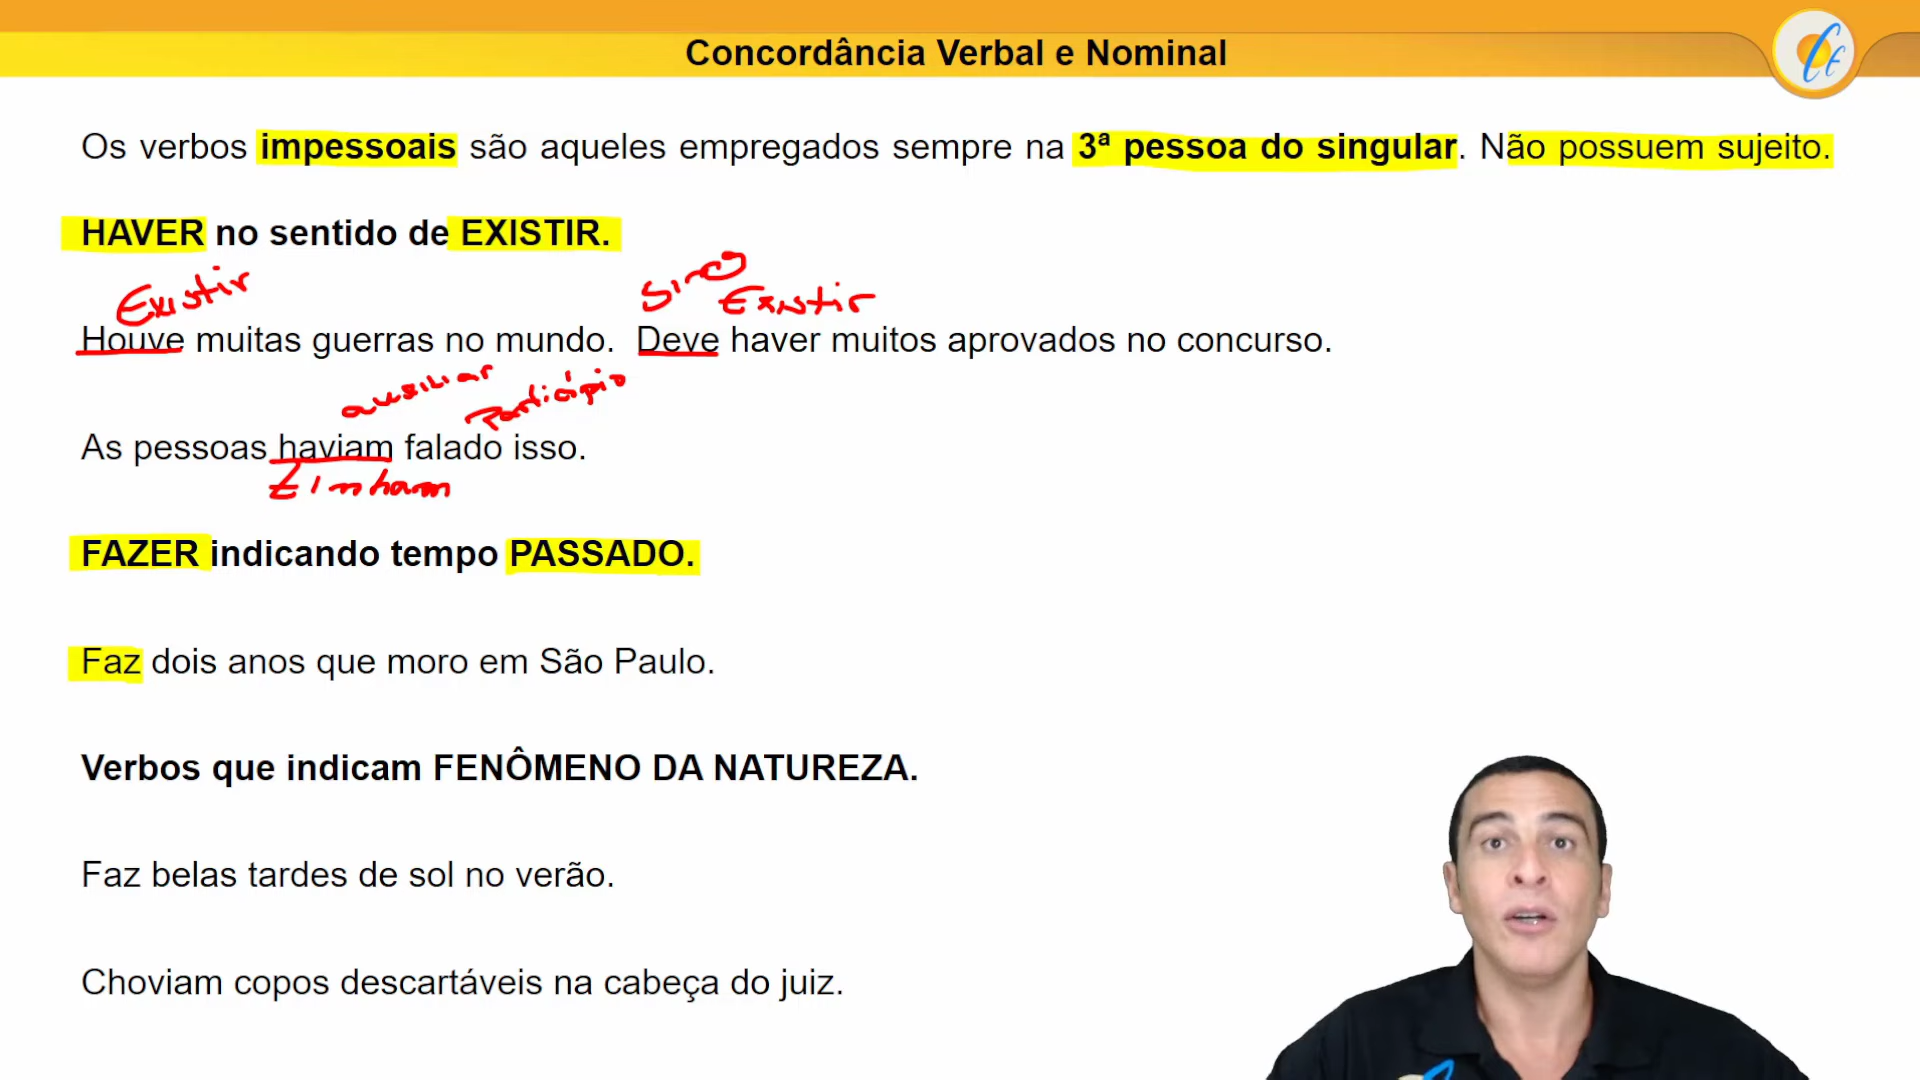 Concordância Verbal e Nominal
Os verbos impessoais são aqueles empregados sempre na 3ª pessoa do singular. Não possuem sujeito.
HAVER no sentido de EXISTIR.
Existir
Existir
Houve muitas guerras no mundo. Deve haver muitos aprovados no concurso.
auxiliar
Particípio
As pessoas haviam falado isso.
tinham
FAZER indicando tempo PASSADO.
Faz dois anos que moro em São Paulo.
Verbos que indicam FENÔMENO DA NATUREZA.
Faz belas tardes de sol no verão.
Choviam copos descartáveis na cabeça do juiz.